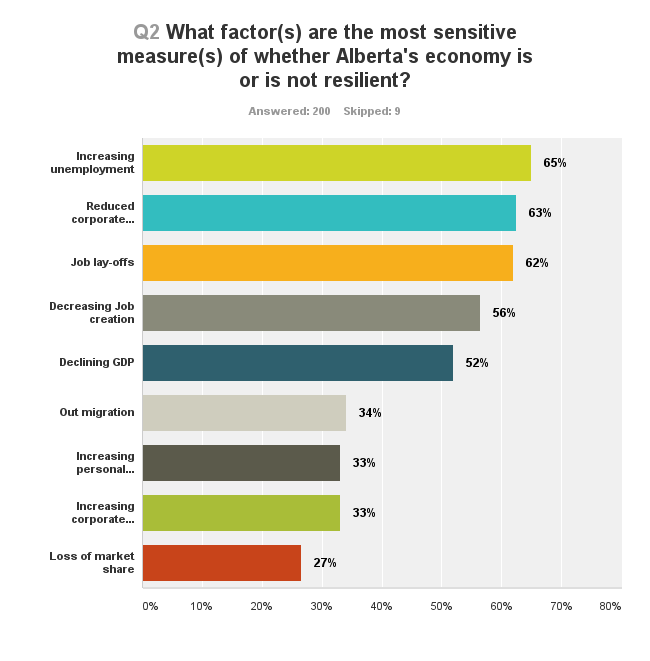 Q2 What factor(s) are the most sensitive
measure(s) of whether Alberta's economy is
or is not resilient?
Answered: 200 Skipped: 9
Increasing
unemployment
65%
Reduced
corporate...
63%
Job lay-offs
62%
Decreasing Job
creation
56%
Declining GDP
52%
Out migration
34%
Increasing
personal...
33%
Increasing
corporate...
33%
Loss of market
share
27%
0% 10% 20% 30% 40% 50% 60% 70% 80%